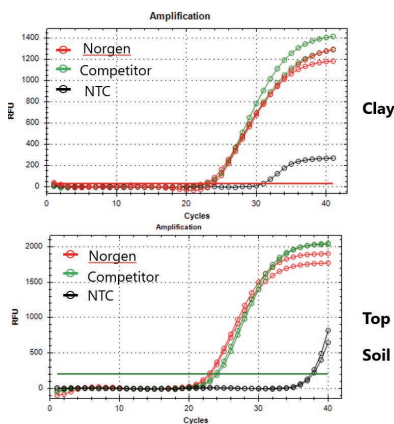 Amplification
1400
1200
1000
800
600
400
200
0
RFU
Norgen
Competitor
NTC
0 10 20 30 40
Cycles
Clay
Amplification
2000
1500
1000
500
0
RFU
Norgen
Competitor
NTC
0 10 20 30 40
Cycles
Top
Soil